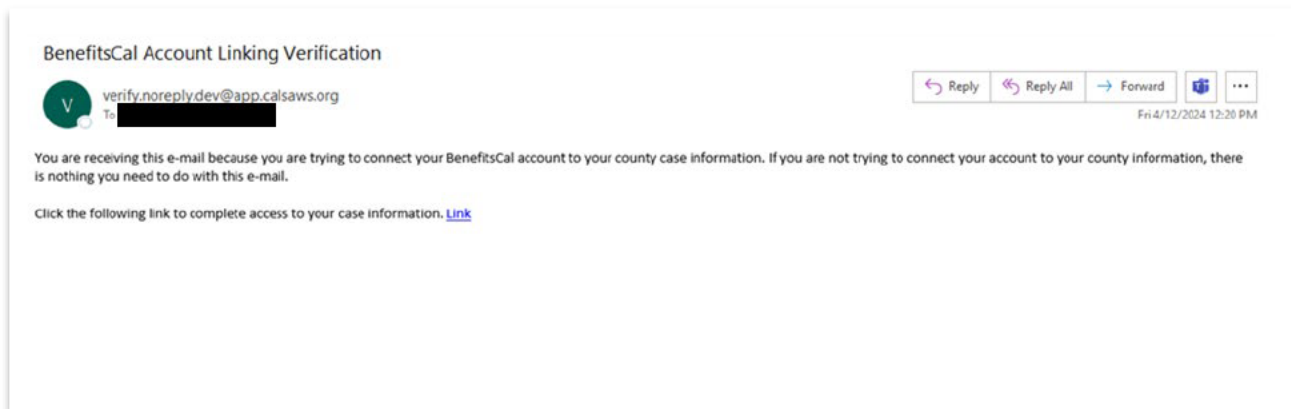 BenefitsCal Account Linking Verification
V
verify.noreply.dev@app.calsaws.org
To
Reply
Reply All
Forward
Fri 4/12/2024 12:20 PM
You are receiving this e-mail because you are trying to connect your BenefitsCal account to your county case information. If you are not trying to connect your account to your county information, there
is nothing you need to do with this e-mail.
Click the following link to complete access to your case information. Link